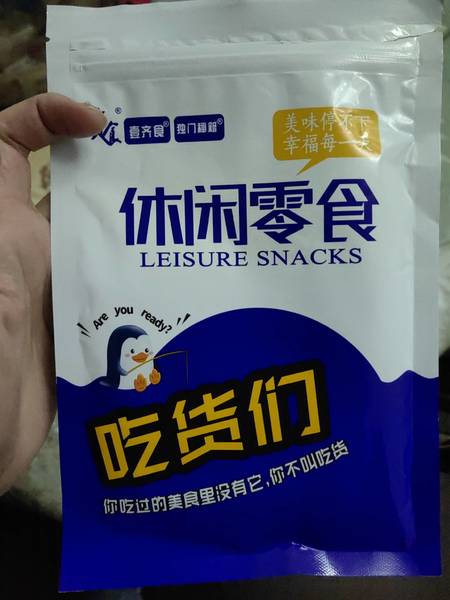 壹齐食® 独门秘籍®
美味停不下
幸福每一天
休闲零食
LEISURE SNACKS
Are you ready?
吃货们
你吃过的美食里没有它,你不叫吃货